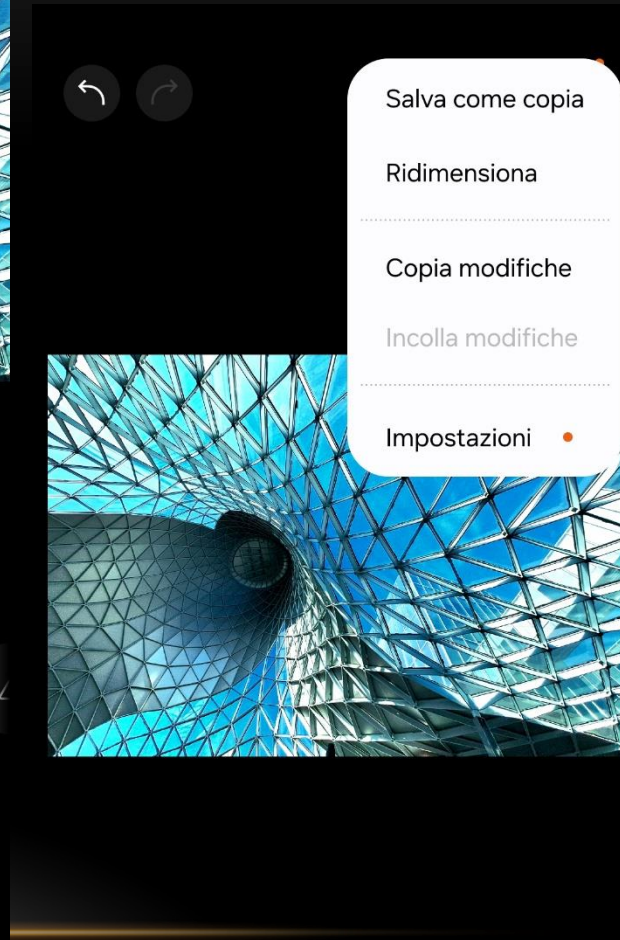 Salva come copia
Ridimensiona
Copia modifiche
Incolla modifiche
Impostazioni